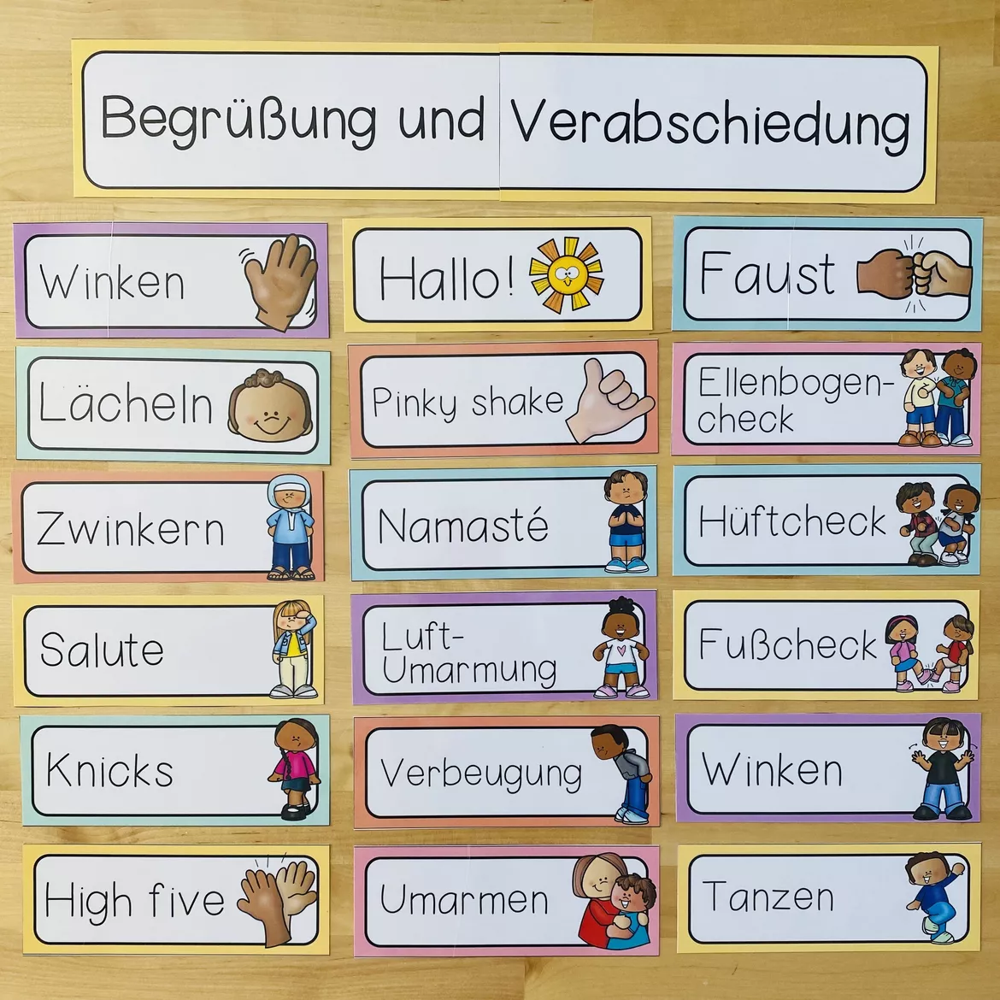 Begrüßung und Verabschiedung
Winken
Hallo!
Faust
Lächeln
Pinky shake
Ellenbogen-
check
Zwinkern
Namasté
Hüftcheck
Salute
Luft-
Umarmung
Fußcheck
Knicks
Verbeugung
Winken
High five
Umarmen
Tanzen